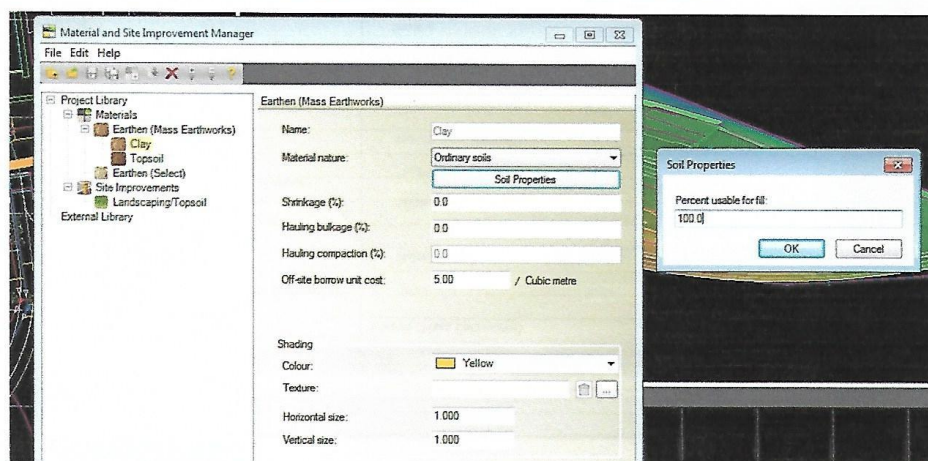 Material and Site Improvement Manager
File Edit Help
Project Library
Materials
Earthen (Mass Earthworks)
Clay
Topsoil
Earthen (Select)
Site Improvements
Landscaping/Topsoil
External Library
Earthen (Mass Earthworks)
Name: Clay
Material nature: Ordinary soils
Soil Properties
Shrinkage (%): 0.0
Hauling bulkage (%): 0.0
Hauling compaction (%): 0.0
Off-site borrow unit cost: 5.00 / Cubic metre
Shading
Colour: Yellow
Texture: ...
Horizontal size: 1.000
Vertical size: 1.000
Soil Properties
Percent usable for fill:
100.0
OK Cancel